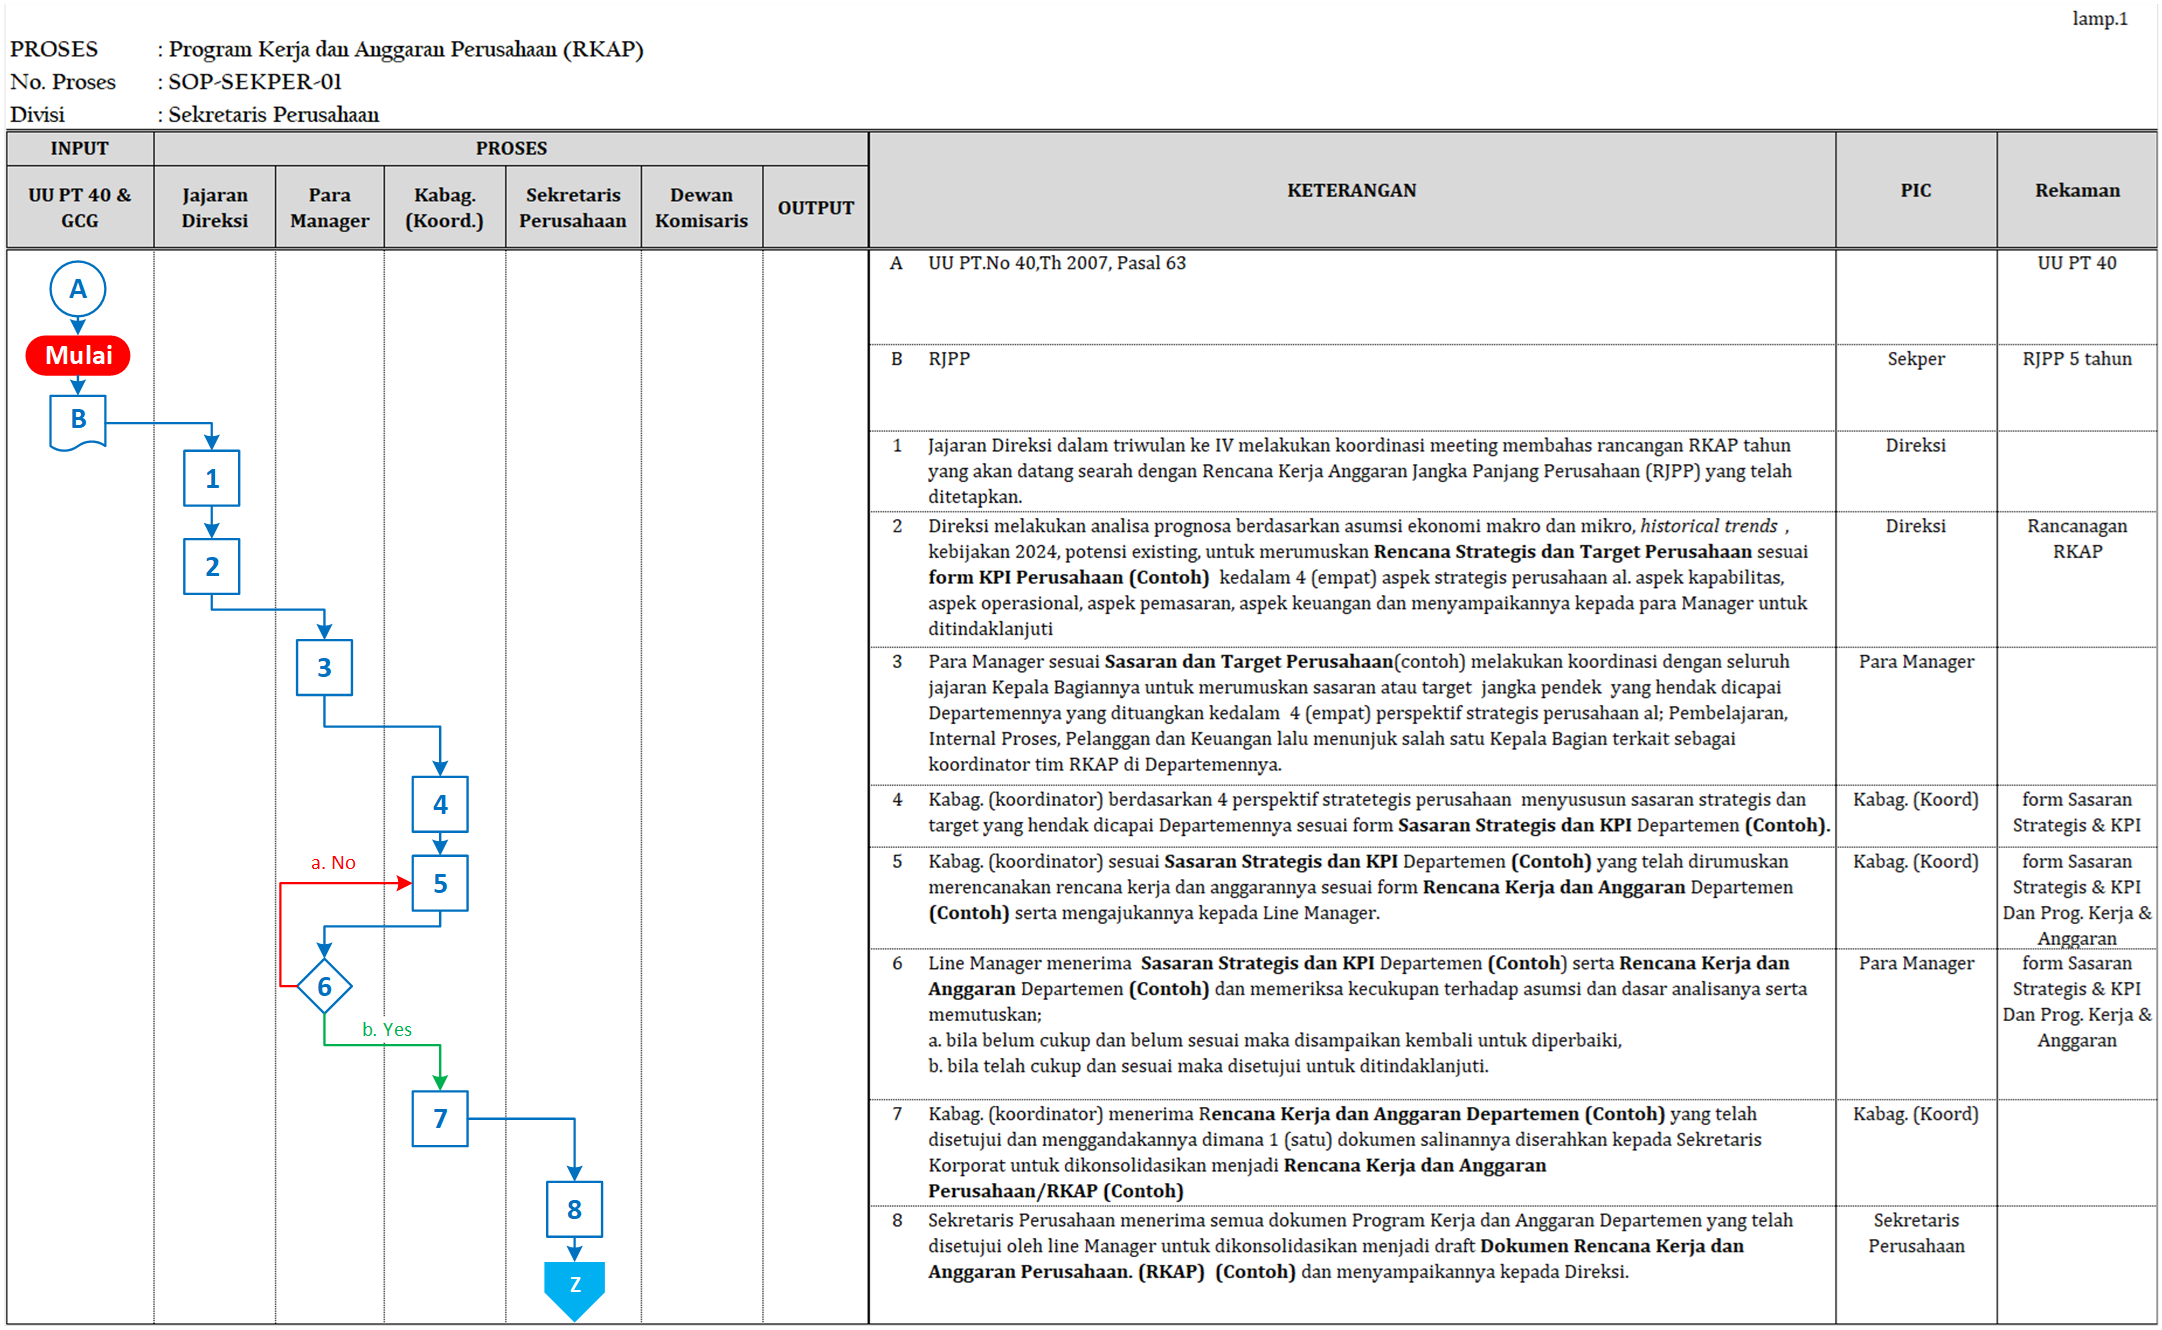 lamp.1
PROSES : Program Kerja dan Anggaran Perusahaan (RKAP)
No. Proses : SOP-SEKPER-01
Divisi : Sekretaris Perusahaan
INPUT
PROSES
KETERANGAN
PIC
Rekaman
UU PT 40 &
GCG
Jajaran
Direksi
Para
Manager
Kabag.
(Koord.)
Sekretaris
Perusahaan
Dewan
Komisaris
OUTPUT
A
Mulai
B
1
2
3
4
a. No
5
6
b. Yes
7
8
Z
A UU PT.No 40,Th 2007, Pasal 63
UU PT 40
B RJPP
Sekper
RJPP 5 tahun
1 Jajaran Direksi dalam triwulan ke IV melakukan koordinasi meeting membahas rancangan RKAP tahun
yang akan datang searah dengan Rencana Kerja Anggaran Jangka Panjang Perusahaan (RJPP) yang telah
ditetapkan.
Direksi
2 Direksi melakukan analisa prognosa berdasarkan asumsi ekonomi makro dan mikro, historical trends ,
kebijakan 2024, potensi existing, untuk merumuskan Rencana Strategis dan Target Perusahaan sesuai
form KPI Perusahaan (Contoh) kedalam 4 (empat) aspek strategis perusahaan al. aspek kapabilitas,
aspek operasional, aspek pemasaran, aspek keuangan dan menyampaikannya kepada para Manager untuk
ditindaklanjuti
Direksi
Rancanagan
RKAP
3 Para Manager sesuai Sasaran dan Target Perusahaan(contoh) melakukan koordinasi dengan seluruh
jajaran Kepala Bagiannya untuk merumuskan sasaran atau target jangka pendek yang hendak dicapai
Departemennya yang dituangkan kedalam 4 (empat) perspektif strategis perusahaan al; Pembelajaran,
Internal Proses, Pelanggan dan Keuangan lalu menunjuk salah satu Kepala Bagian terkait sebagai
koordinator tim RKAP di Departemennya.
Para Manager
4 Kabag. (koordinator) berdasarkan 4 perspektif stratetegis perusahaan menyususun sasaran strategis dan
target yang hendak dicapai Departemennya sesuai form Sasaran Strategis dan KPI Departemen (Contoh).
Kabag. (Koord)
form Sasaran
Strategis & KPI
5 Kabag. (koordinator) sesuai Sasaran Strategis dan KPI Departemen (Contoh) yang telah dirumuskan
merencanakan rencana kerja dan anggarannya sesuai form Rencana Kerja dan Anggaran Departemen
(Contoh) serta mengajukannya kepada Line Manager.
Kabag. (Koord)
form Sasaran
Strategis & KPI
Dan Prog. Kerja &
Anggaran
6 Line Manager menerima Sasaran Strategis dan KPI Departemen (Contoh) serta Rencana Kerja dan
Anggaran Departemen (Contoh) dan memeriksa kecukupan terhadap asumsi dan dasar analisanya serta
memutuskan;
a. bila belum cukup dan belum sesuai maka disampaikan kembali untuk diperbaiki,
b. bila telah cukup dan sesuai maka disetujui untuk ditindaklanjuti.
Para Manager
form Sasaran
Strategis & KPI
Dan Prog. Kerja &
Anggaran
7 Kabag. (koordinator) menerima Rencana Kerja dan Anggaran Departemen (Contoh) yang telah
disetujui dan menggandakannya dimana 1 (satu) dokumen salinannya diserahkan kepada Sekretaris
Korporat untuk dikonsolidasikan menjadi Rencana Kerja dan Anggaran
Perusahaan/RKAP (Contoh)
Kabag. (Koord)
8 Sekretaris Perusahaan menerima semua dokumen Program Kerja dan Anggaran Departemen yang telah
disetujui oleh line Manager untuk dikonsolidasikan menjadi draft Dokumen Rencana Kerja dan
Anggaran Perusahaan. (RKAP) (Contoh) dan menyampaikannya kepada Direksi.
Sekretaris
Perusahaan